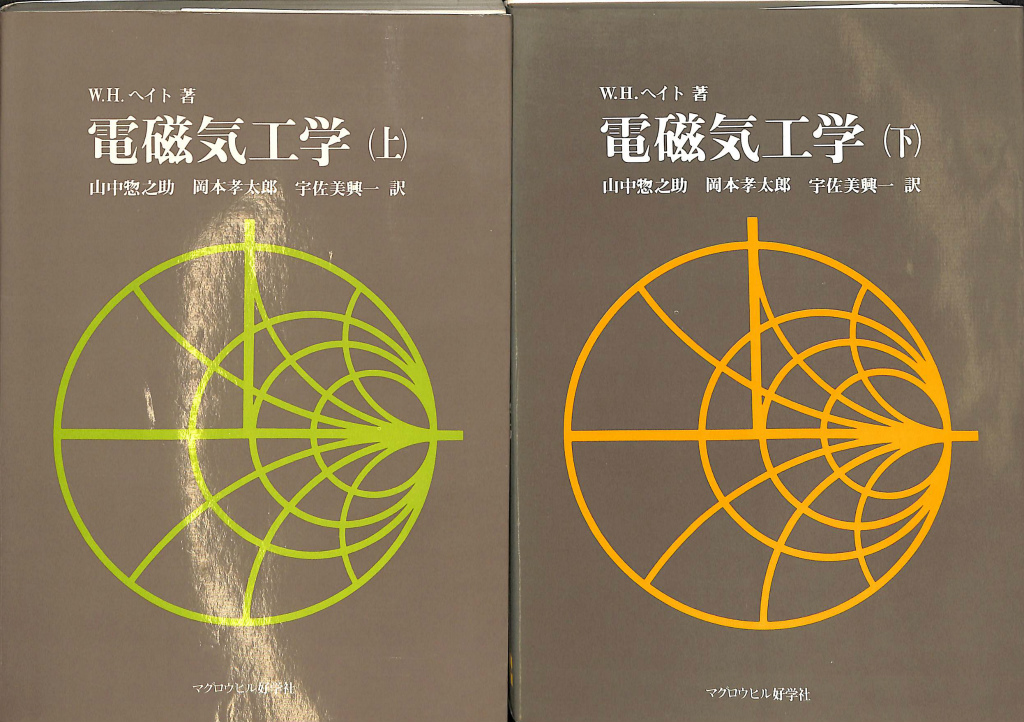 W.H. ヘイト 著
電磁気工学(上)
山中惣之助 岡本孝太郎 宇佐美興一 訳
マグロウヒル好学社
W.H. ヘイト 著
電磁気工学(下)
山中惣之助 岡本孝太郎 宇佐美興一 訳
マグロウヒル好学社